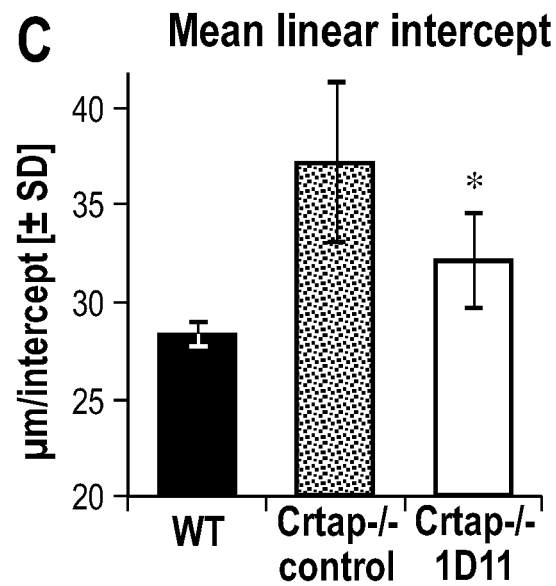 C
Mean linear intercept
µm/intercept [± SD]
40
35
30
25
20
*
WT
Crtap-/-
control
Crtap-/-
1D11